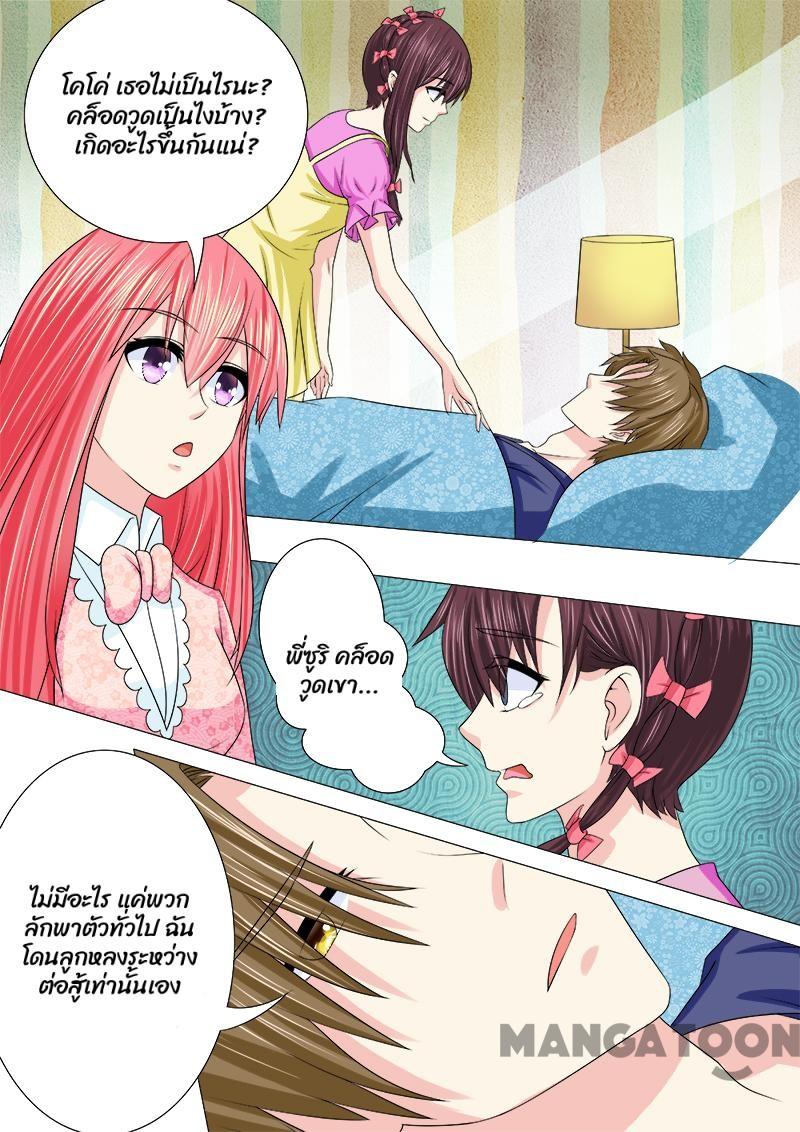 โคโค่ เธอไม่เป็นไรนะ?
คล็อดวูดเป็นไงบ้าง?
เกิดอะไรขึ้นกันแน่?
พี่ซูริ คล็อด
วูดเขา...
ไม่มีอะไร แค่พวก
ลักพาตัวทั่วไป ฉัน
โดนลูกหลงระหว่าง
ต่อสู้เท่านั้นเอง
MANGATOON